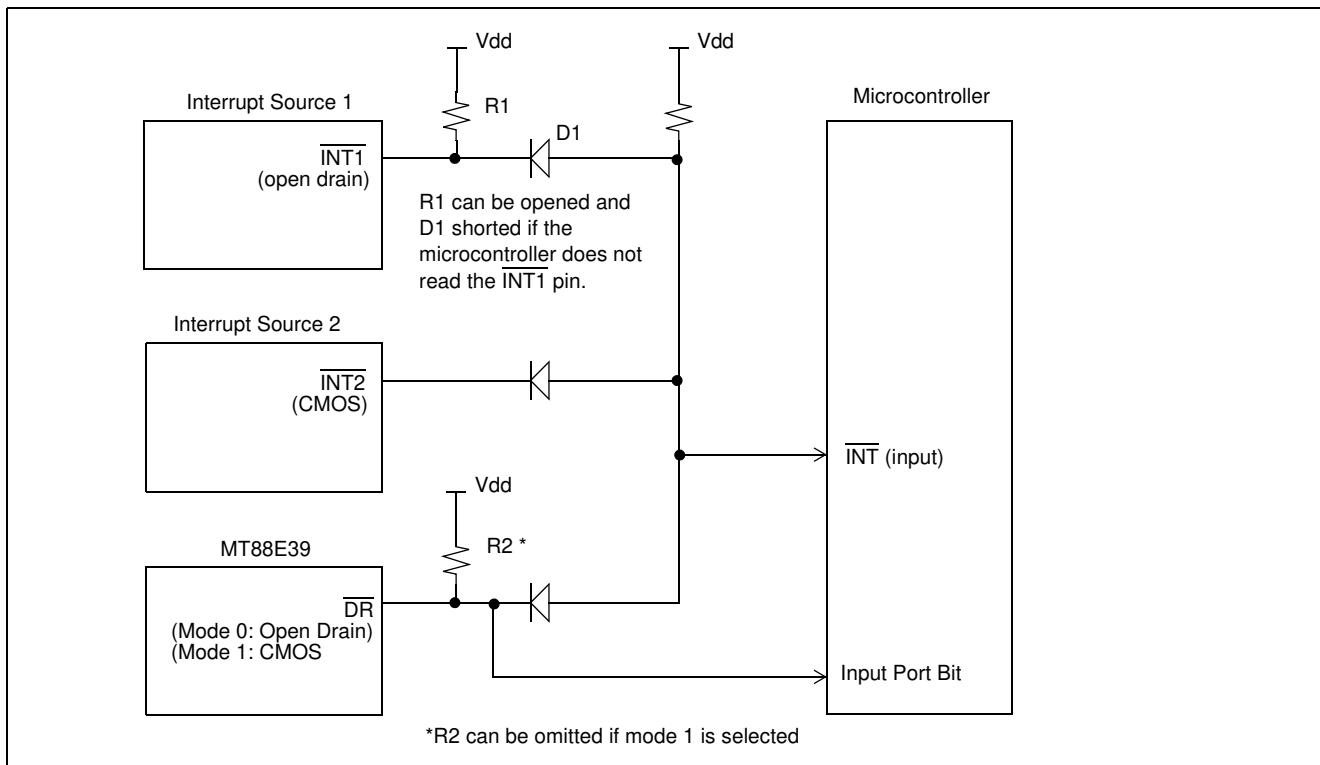 Vdd
Vdd
Interrupt Source 1
R1
Microcontroller
D1
INT1
(open drain)
R1 can be opened and
D1 shorted if the
microcontroller does not
read the INT1 pin.
Interrupt Source 2
INT2
(CMOS)
INT (input)
Vdd
MT88E39
R2 *
DR
(Mode 0: Open Drain)
(Mode 1: CMOS
Input Port Bit
*R2 can be omitted if mode 1 is selected